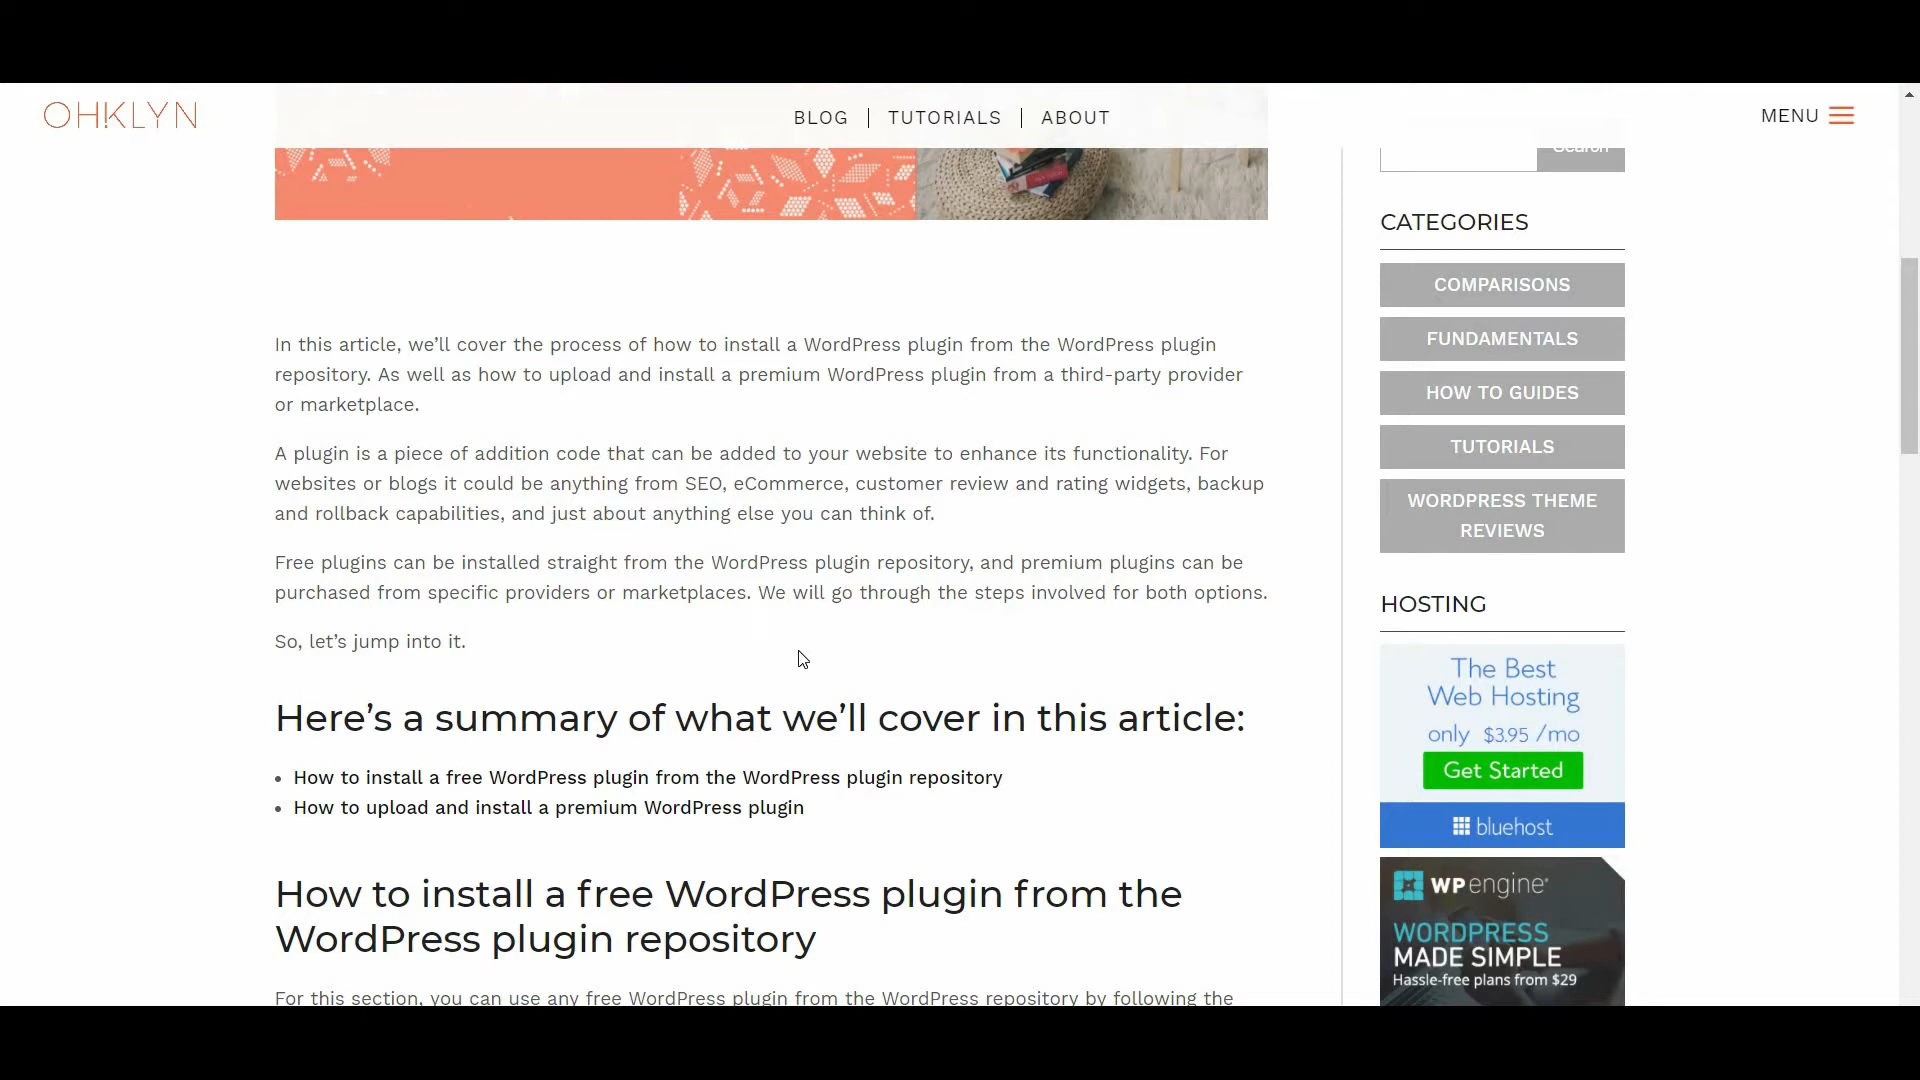 OHKLYN
BLOG
TUTORIALS
ABOUT
MENU
Search
In this article, we’ll cover the process of how to install a WordPress plugin from the WordPress plugin
repository. As well as how to upload and install a premium WordPress plugin from a third-party provider
or marketplace.
A plugin is a piece of addition code that can be added to your website to enhance its functionality. For
websites or blogs it could be anything from SEO, eCommerce, customer review and rating widgets, backup
and rollback capabilities, and just about anything else you can think of.
Free plugins can be installed straight from the WordPress plugin repository, and premium plugins can be
purchased from specific providers or marketplaces. We will go through the steps involved for both options.
So, let’s jump into it.
Here’s a summary of what we’ll cover in this article:
• How to install a free WordPress plugin from the WordPress plugin repository
• How to upload and install a premium WordPress plugin
How to install a free WordPress plugin from the
WordPress plugin repository
For this section, you can use any free WordPress plugin from the WordPress repository by following the
CATEGORIES
COMPARISONS
FUNDAMENTALS
HOW TO GUIDES
TUTORIALS
WORDPRESS THEME
REVIEWS
HOSTING
The Best
Web Hosting
only $3.95 /mo
Get Started
bluehost
WP engine®
WORDPRESS
MADE SIMPLE
Hassle-free plans from $29